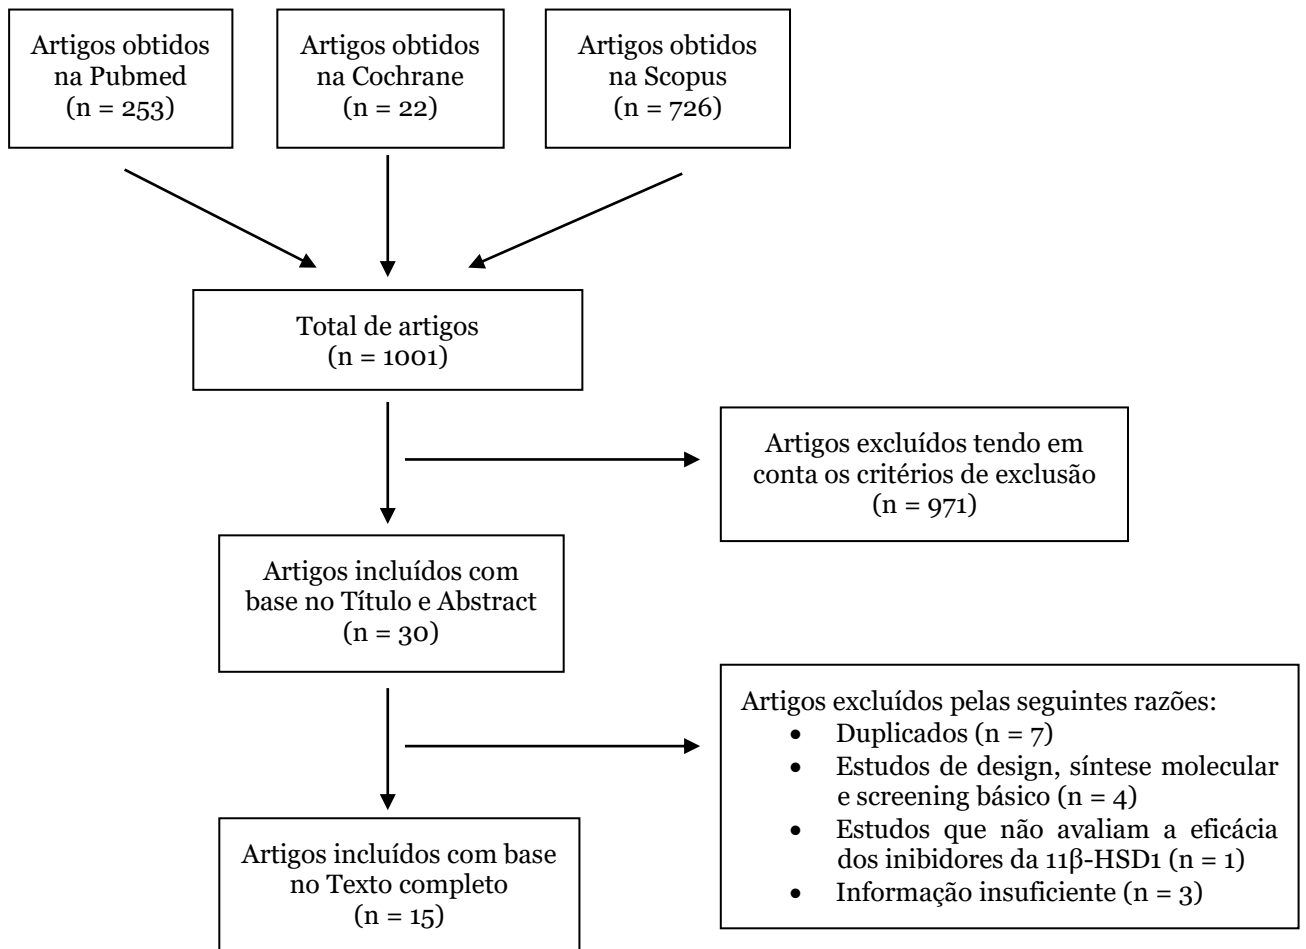 Artigos obtidos
na Pubmed
(n = 253)
Artigos obtidos
na Cochrane
(n = 22)
Artigos obtidos
na Scopus
(n = 726)
Total de artigos
(n = 1001)
Artigos excluídos tendo em
conta os critérios de exclusão
(n = 971)
Artigos incluídos com
base no Título e Abstract
(n = 30)
Artigos excluídos pelas seguintes razões:
• Duplicados (n = 7)
• Estudos de design, síntese molecular
e screening básico (n = 4)
• Estudos que não avaliam a eficácia
dos inibidores da 11β-HSD1 (n = 1)
• Informação insuficiente (n = 3)
Artigos incluídos com base
no Texto completo
(n = 15)